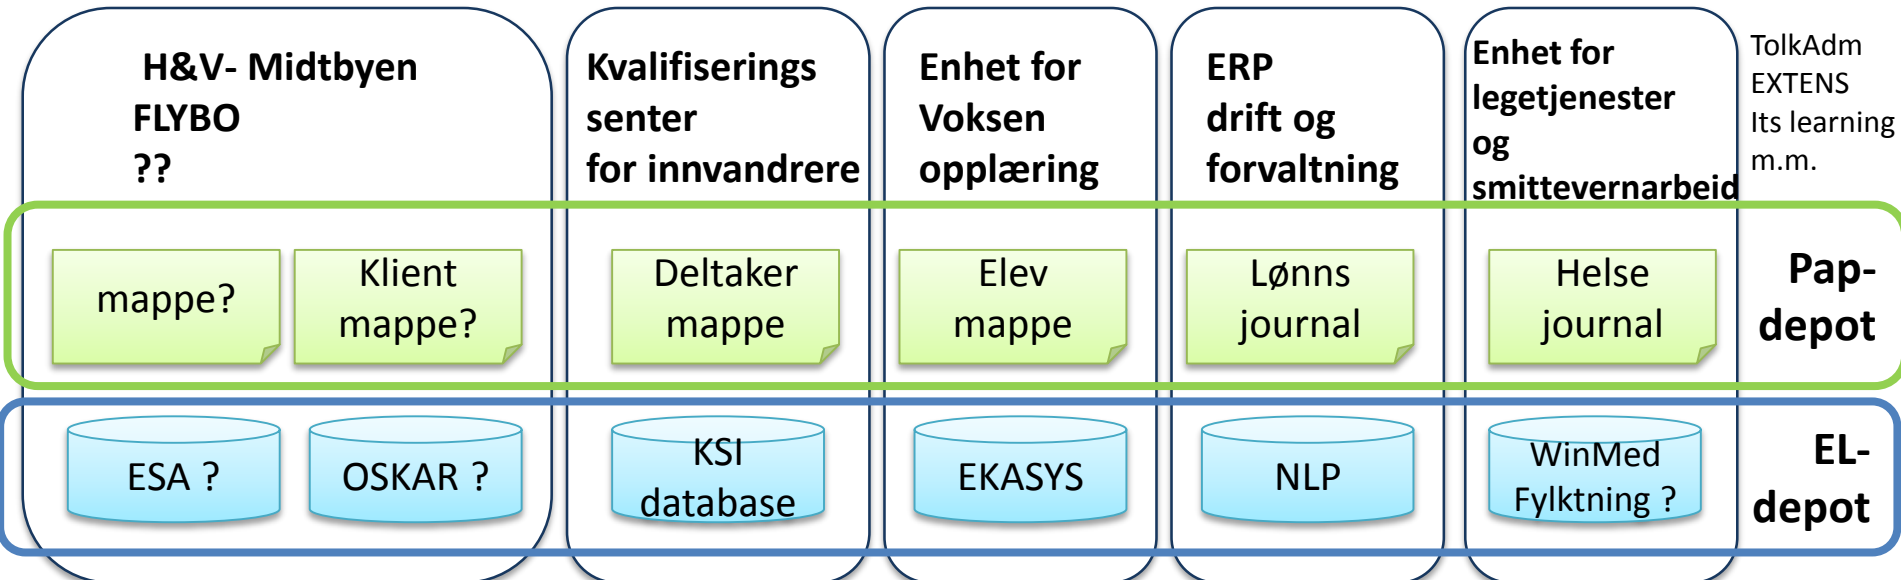 H&V- Midtbyen
FLYBO
??
Kvalifiserings
senter
for innvandrere
Enhet for
Voksen
opplæring
ERP
drift og
forvaltning
Enhet for
legetjenester
og
smittevernarbeid
TolkAdm
EXTENS
Its learning
m.m.
mappe?
Klient
mappe?
Deltaker
mappe
Elev
mappe
Lønns
journal
Helse
journal
Pap-
depot
ESA ?
OSKAR ?
KSI
database
EKASYS
NLP
WinMed
Fylktning ?
EL-
depot